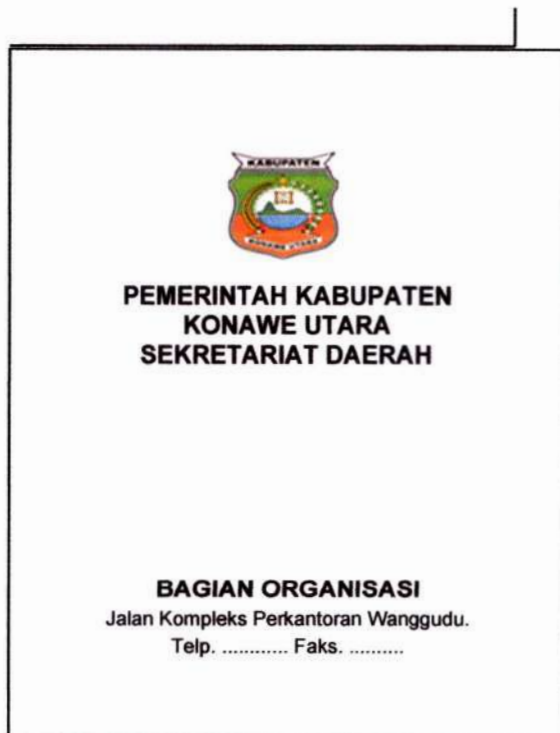 KABUPATEN
KONAWE UTARA
PEMERINTAH KABUPATEN
KONAWE UTARA
SEKRETARIAT DAERAH
BAGIAN ORGANISASI
Jalan Kompleks Perkantoran Wanggudu.
Telp. ............ Faks. ..........